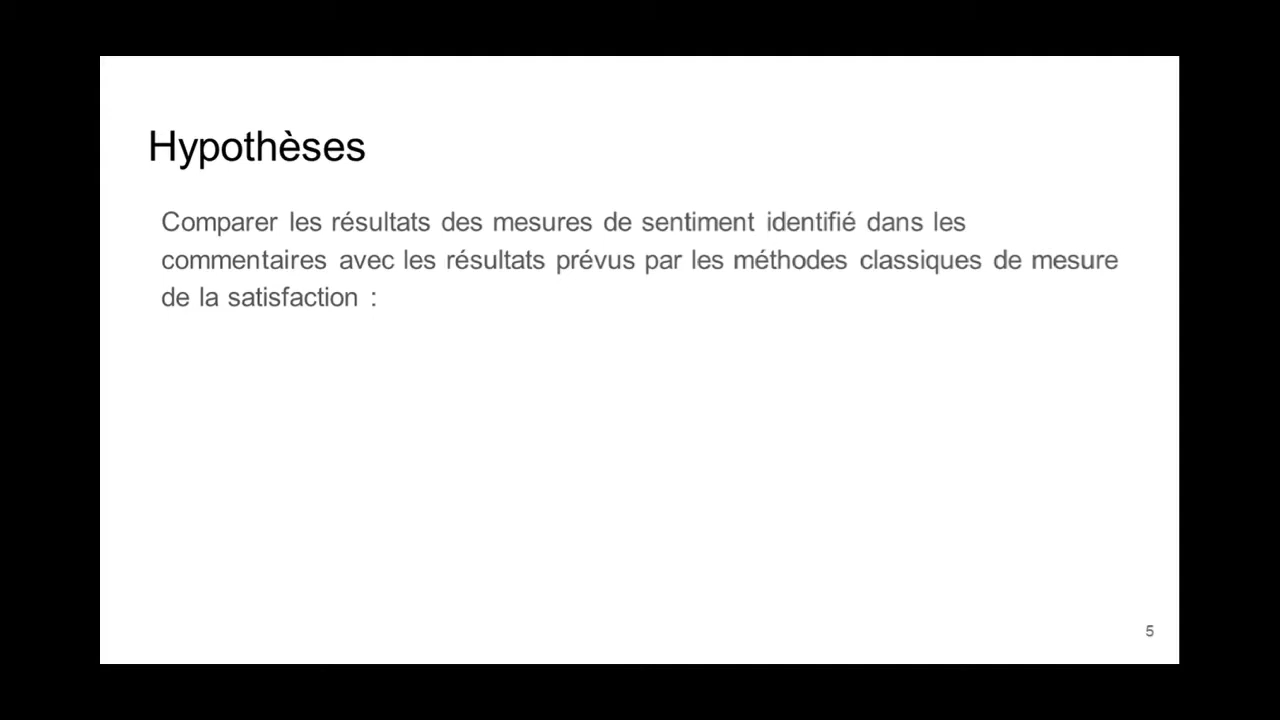 Hypothèses
Comparer les résultats des mesures de sentiment identifié dans les
commentaires avec les résultats prévus par les méthodes classiques de mesure
de la satisfaction :
5